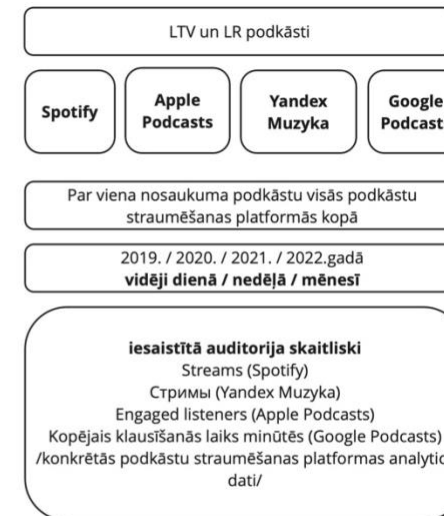 LTV un LR podkāsti
Spotify
Apple
Podcasts
Yandex
Muzyka
Google
Podcast
Par viena nosaukuma podkāstu visās podkāstu
straumēšanas platformās kopā
2019. / 2020. / 2021. / 2022.gadā
vidēji dienā / nedēļā / mēnesī
iesaistītā auditorija skaitliski
Streams (Spotify)
Стримы (Yandex Muzyka)
Engaged listeners (Apple Podcasts)
Kopējais klausīšanās laiks minūtēs (Google Podcasts)
/konkrētās podkāstu straumēšanas platformas analytic
dati/